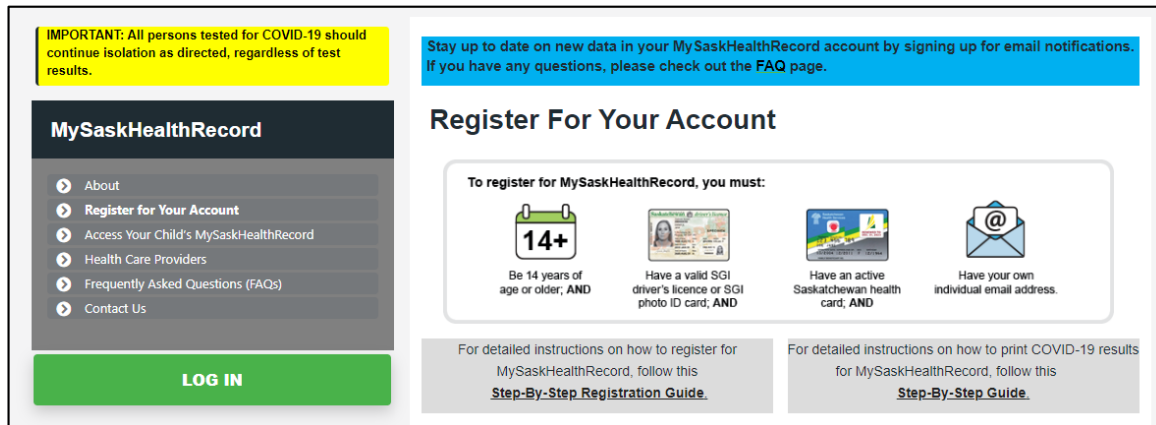 IMPORTANT: All persons tested for COVID-19 should
continue isolation as directed, regardless of test
results.
Stay up to date on new data in your MySaskHealthRecord account by signing up for email notifications.
If you have any questions, please check out the FAQ page.
MySaskHealthRecord
About
Register for Your Account
Access Your Child's MySaskHealthRecord
Health Care Providers
Frequently Asked Questions (FAQs)
Contact Us
LOG IN
Register For Your Account
To register for MySaskHealthRecord, you must:
14+
Be 14 years of
age or older; AND
Have a valid SGI
driver's licence or SGI
photo ID card; AND
Have an active
Saskatchewan health
card; AND
@
Have your own
individual email address.
For detailed instructions on how to register for
MySaskHealthRecord, follow this
Step-By-Step Registration Guide.
For detailed instructions on how to print COVID-19 results
for MySaskHealthRecord, follow this
Step-By-Step Guide.